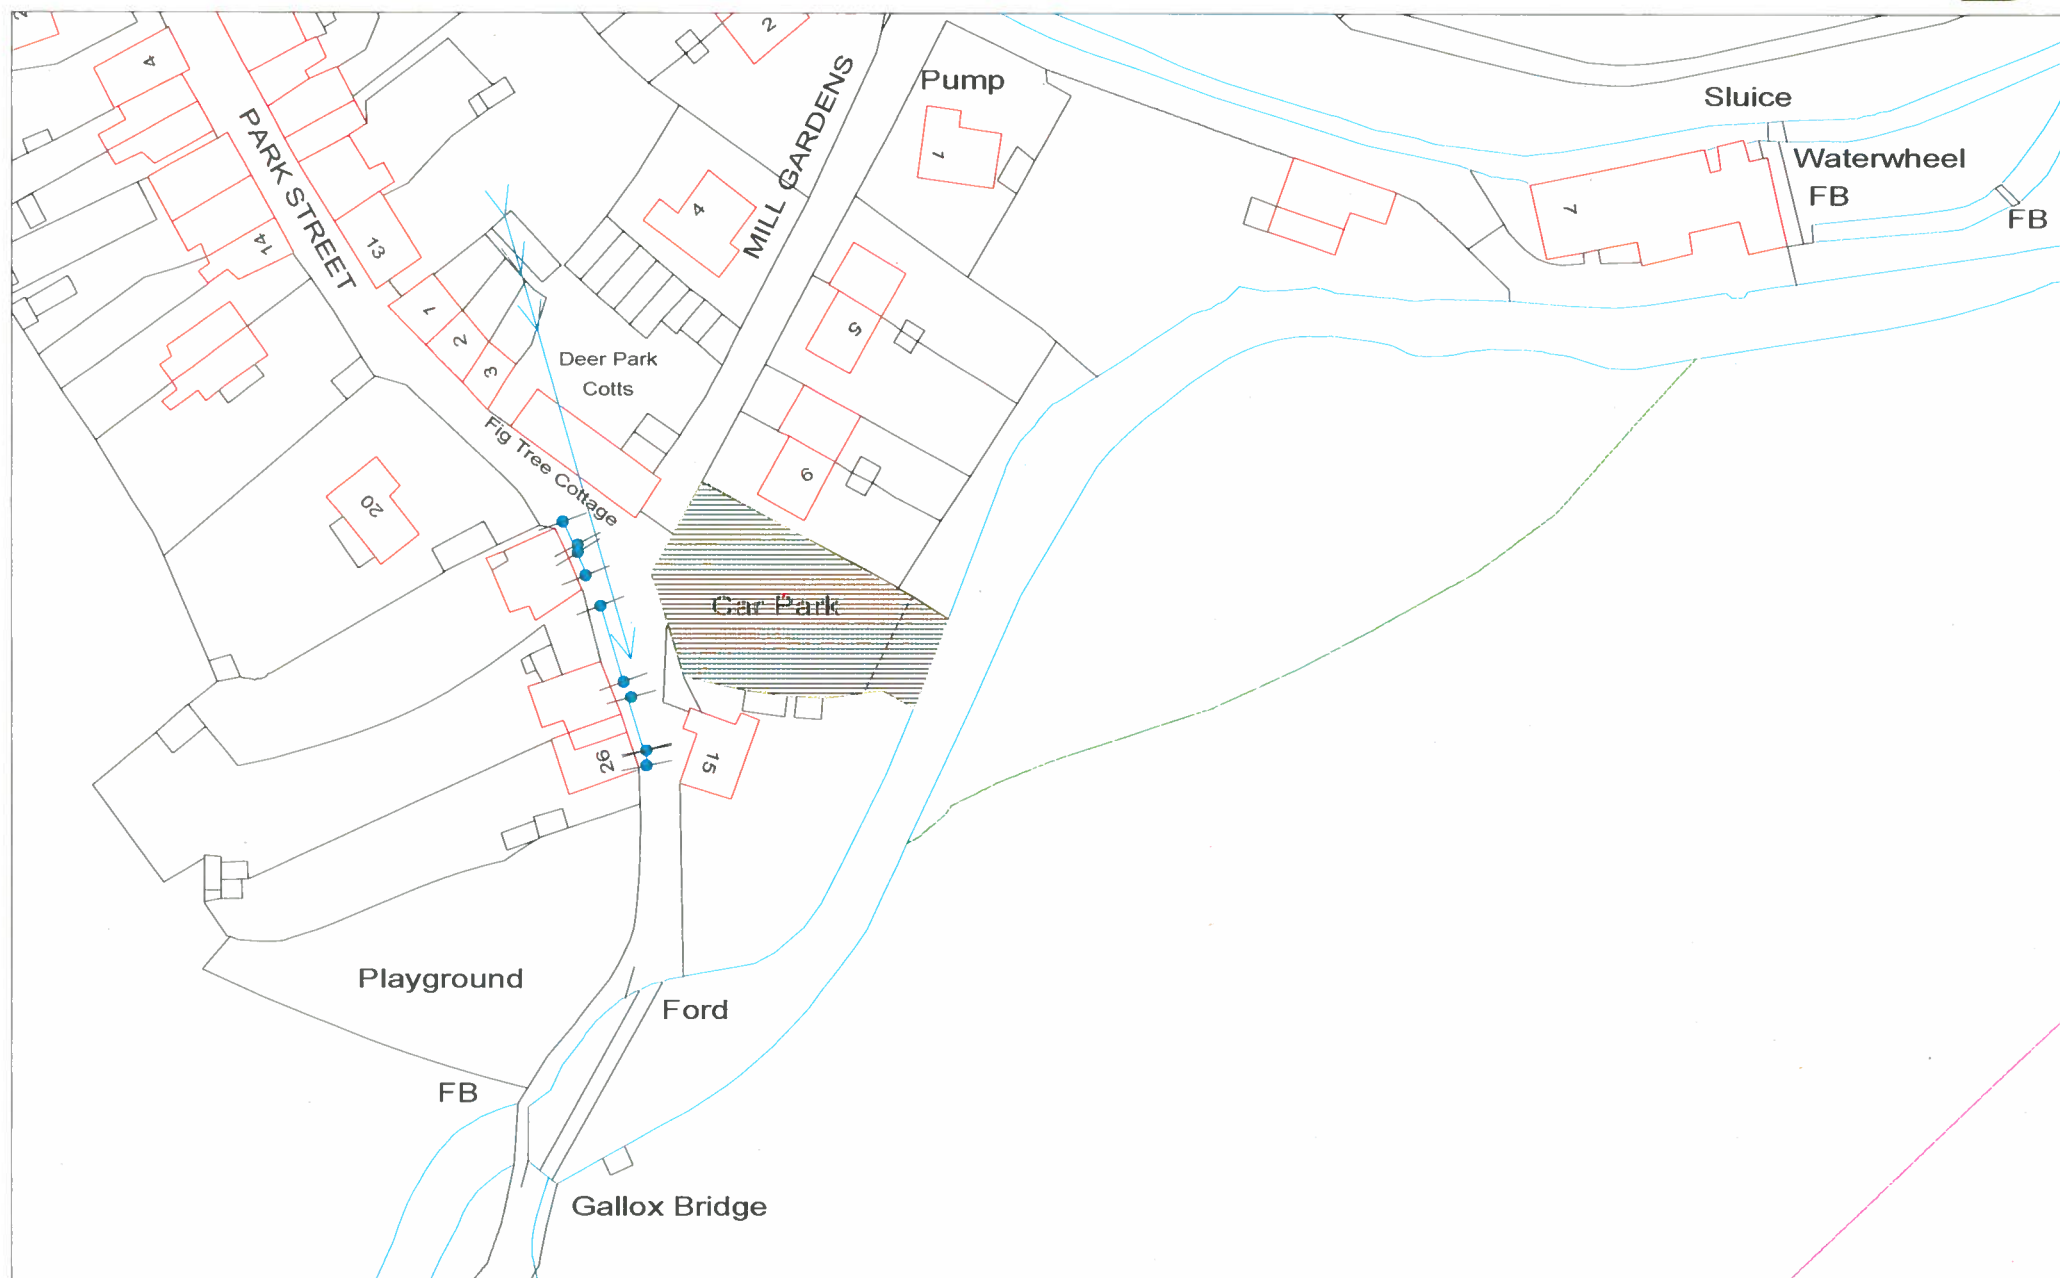 2
4
2
Pump
MILL GARDENS
Sluice
PARK STREET
1
Waterwheel
FB
FB
4
7
13
14
1
2
3
5
Deer Park
Cotts
Fig Tree Cottage
6
20
Car Park
26
15
Playground
Ford
FB
Gallox Bridge